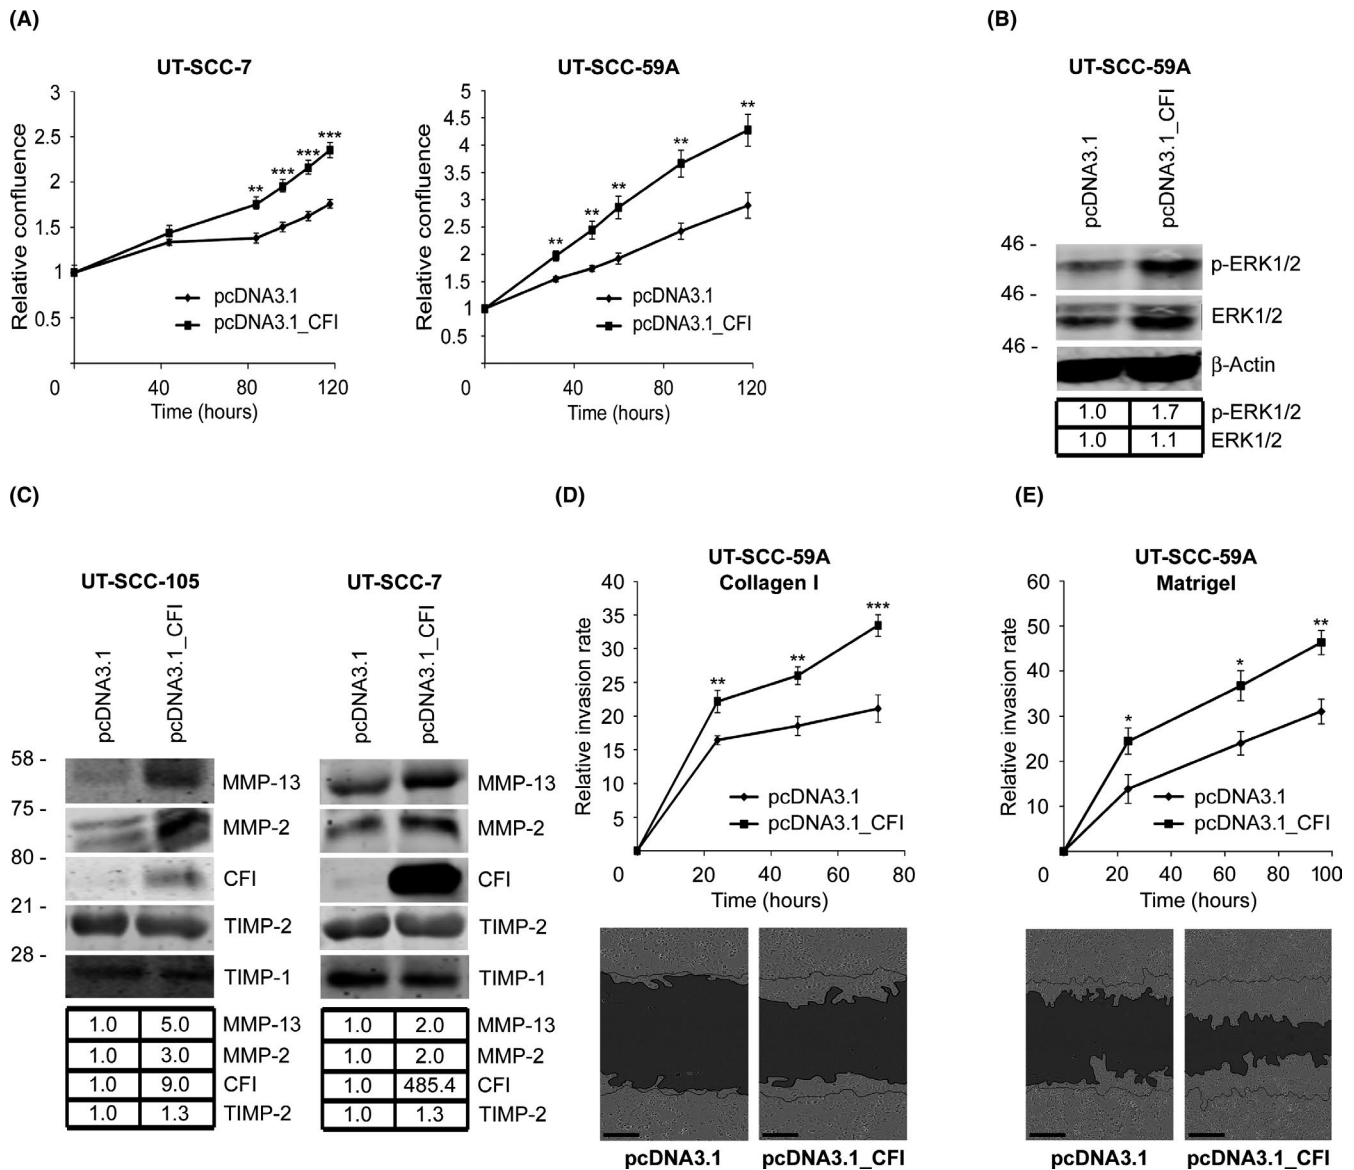 (A)
UT-SCC-7
Relative confluence
3
2.5
2
1.5
1
0.5
0
40
80
120
Time (hours)
**
***
***
***
pcDNA3.1
pcDNA3.1_CFI
UT-SCC-59A
Relative confluence
5
4.5
4
3.5
3
2.5
2
1.5
1
0.5
0
40
80
120
Time (hours)
**
**
**
**
**
pcDNA3.1
pcDNA3.1_CFI
(B)
UT-SCC-59A
pcDNA3.1
pcDNA3.1_CFI
46 -
p-ERK1/2
46 -
ERK1/2
46 -
β-Actin
1.0 1.7 p-ERK1/2
1.0 1.1 ERK1/2
(C)
UT-SCC-105
pcDNA3.1
pcDNA3.1_CFI
58 -
MMP-13
75 -
MMP-2
80 -
CFI
21 -
TIMP-2
28 -
TIMP-1
1.0 5.0 MMP-13
1.0 3.0 MMP-2
1.0 9.0 CFI
1.0 1.3 TIMP-2
UT-SCC-7
pcDNA3.1
pcDNA3.1_CFI
MMP-13
MMP-2
CFI
TIMP-2
TIMP-1
1.0 2.0 MMP-13
1.0 2.0 MMP-2
1.0 485.4 CFI
1.0 1.3 TIMP-2
(D)
UT-SCC-59A
Collagen I
Relative invasion rate
40
35
30
25
20
15
10
5
0
20
40
60
80
Time (hours)
**
**
***
pcDNA3.1
pcDNA3.1_CFI
pcDNA3.1
pcDNA3.1_CFI
(E)
UT-SCC-59A
Matrigel
Relative invasion rate
60
50
40
30
20
10
0
20
40
60
80
100
Time (hours)
*
*
**
pcDNA3.1
pcDNA3.1_CFI
pcDNA3.1
pcDNA3.1_CFI